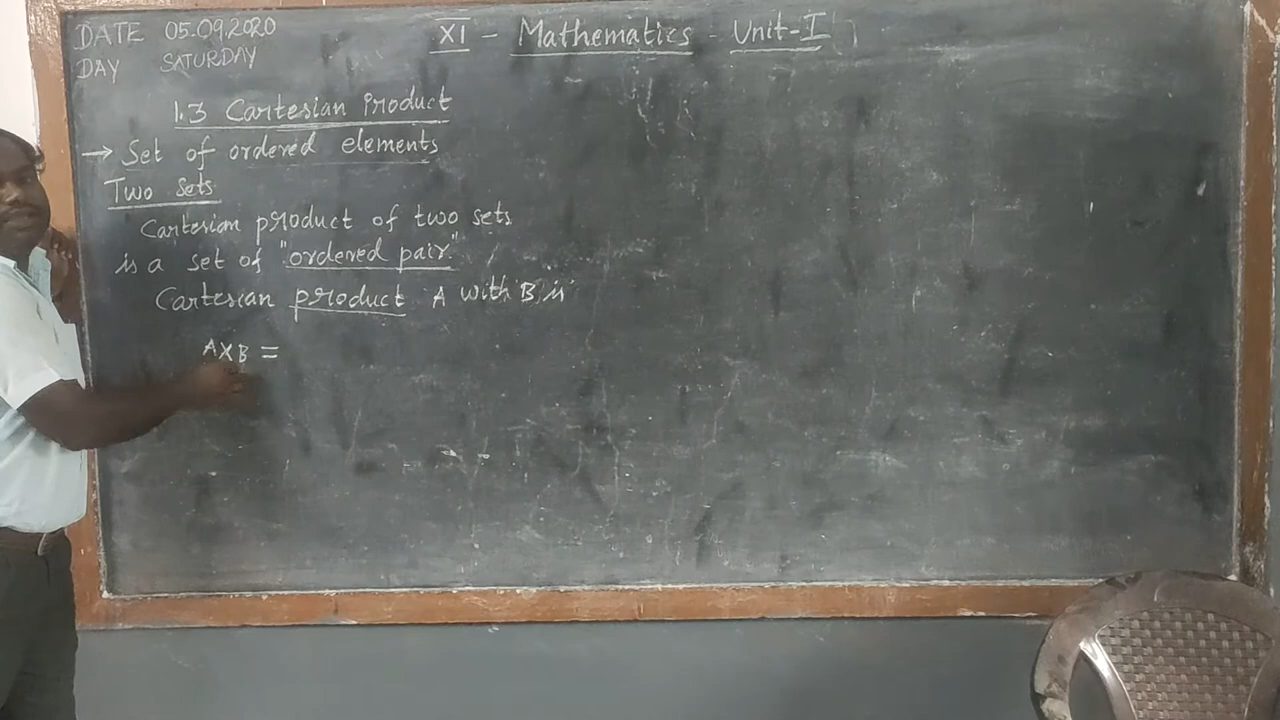 DATE 05.09.2020
DAY SATURDAY
XI - Mathematics - Unit-I
1.3 Cartesian Product
→ Set of ordered elements
Two Sets
Cartesian product of two sets
is a set of "ordered pair."
Cartesian product A with B is
A×B =